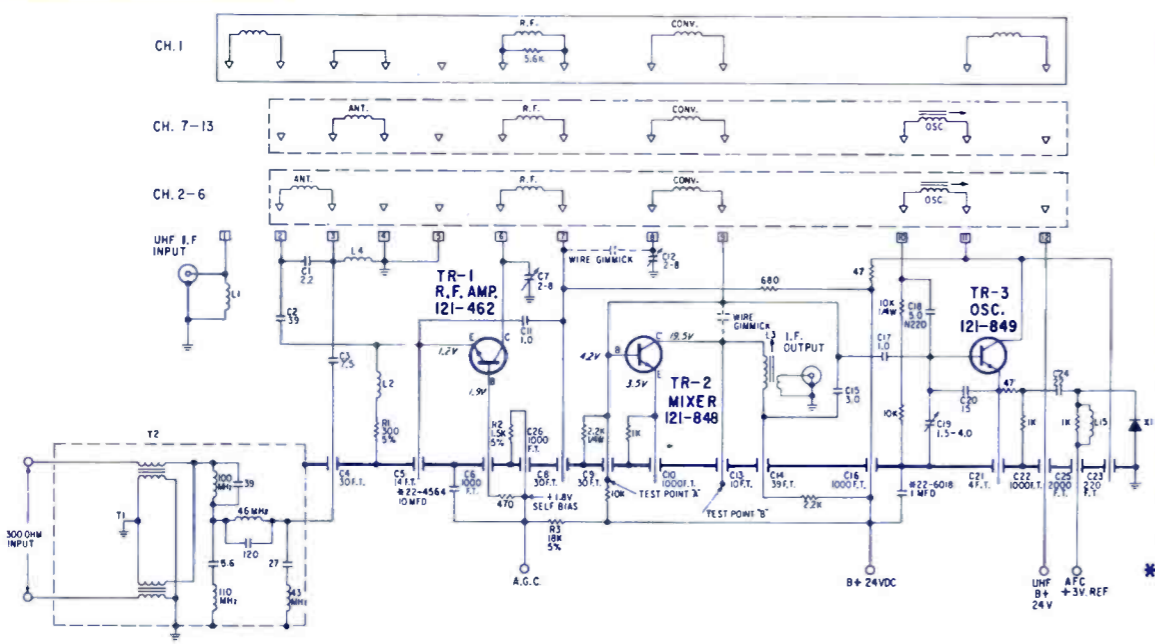 CH. 1
R.F.
5.6K
CONV.
CH. 7-13
ANT.
R.F.
CONV.
OSC.
CH. 2-6
ANT.
R.F.
CONV.
OSC.
UHF I.F
INPUT
1
2
3
4
5
6
7
8
9
10
11
12
L1
C1
2.2
L4
C2
39
C3
7.5
L2
R1
300
5%
TR-1
R.F. AMP.
121-462
C7
2-8
C11
1.0
E
C
B
1.2V
1.9V
WIRE GIMMICK
C12
2-8
680
47
WIRE
GIMMICK
4.2V
19.5V
3.5V
B
C
E
TR-2
MIXER
121-848
L3
I.F.
OUTPUT
C15
3.0
C17
1.0
10K
1/4W
C18
5.0
N220
TR-3
OSC.
121-849
10K
C19
1.5-4.0
C20
15
47
C24
22
1K
1K
L15
R2
1.5K
5%
C26
1000
F.T.
2.2K
1/4W
1K
C4
30 F.T.
C5
14 F.T.
C6
1000
F.T.
C8
30 F.T.
C9
30 F.T.
C10
1000 F.T.
C13
10 F.T.
C14
39 F.T.
C16
1000 F.T.
C21
4 F.T.
C22
1000 F.T.
C25
2000
F.T.
C23
220
F.T.
*22-4564
10 MFD
470
+1.8V
SELF BIAS
10K
TEST POINT "A"
TEST POINT "B"
2.2K
*22-6018
1 MFD
R3
18K
5%
A.G.C.
B+ 24VDC
UHF
B+
24V
AFC
+3V. REF
*
T2
T1
300 OHM
INPUT
100
MHz
39
46 MHz
120
5.6
27
110
MHz
43
MHz